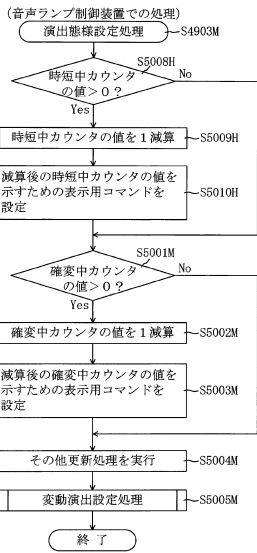 (音声ランプ制御装置での処理)
演出態様設定処理
S4903M
S5008H
時短中カウンタ
の値>0?
No
Yes
時短中カウンタの値を1減算
S5009H
減算後の時短中カウンタの値を
示すための表示用コマンドを
設定
S5010H
S5001M
確変中カウンタ
の値>0?
No
Yes
確変中カウンタの値を1減算
S5002M
減算後の確変中カウンタの値を
示すための表示用コマンドを
設定
S5003M
その他更新処理を実行
S5004M
変動演出設定処理
S5005M
終了